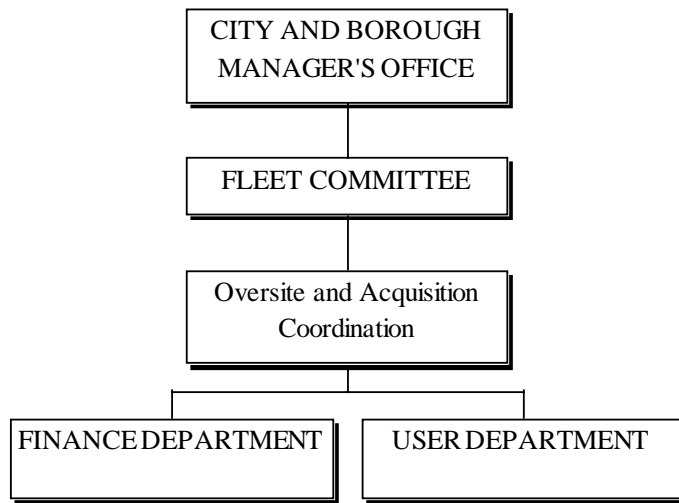 CITY AND BOROUGH
MANAGER'S OFFICE
FLEET COMMITTEE
Oversite and Acquisition
Coordination
FINANCE DEPARTMENT
USER DEPARTMENT